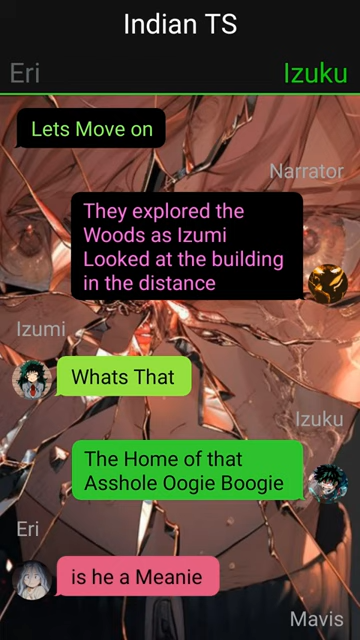 Indian TS
Eri
Izuku
Lets Move on
Narrator
They explored the
Woods as Izumi
Looked at the building
in the distance
Izumi
Whats That
Izuku
The Home of that
Asshole Oogie Boogie
Eri
is he a Meanie
Mavis